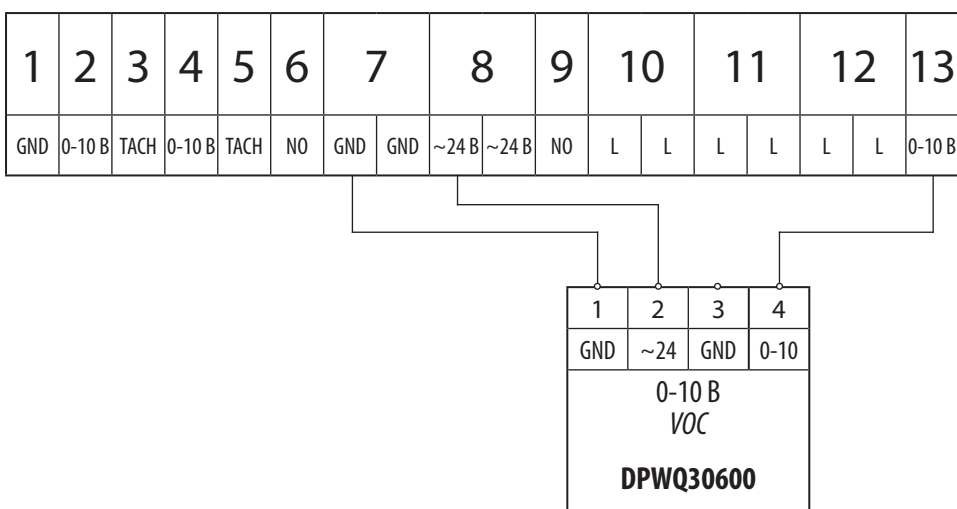 1 2 3 4 5 6 7 8 9 10 11 12 13
GND 0-10 В TACH 0-10 В TACH NO GND GND ~24 В ~24 В NO L L L L L L 0-10 В
1 2 3 4
GND ~24 GND 0-10
0-10 В
VOC
DPWQ30600